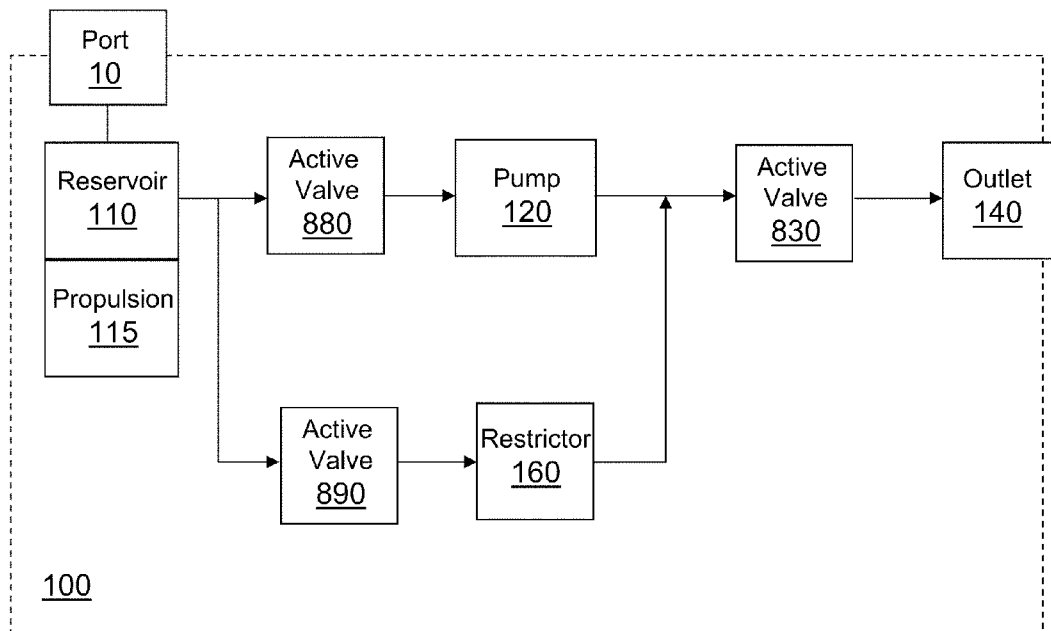 Port
10
Reservoir
110
Propulsion
115
Active
Valve
880
Pump
120
Active
Valve
830
Outlet
140
Active
Valve
890
Restrictor
160
100